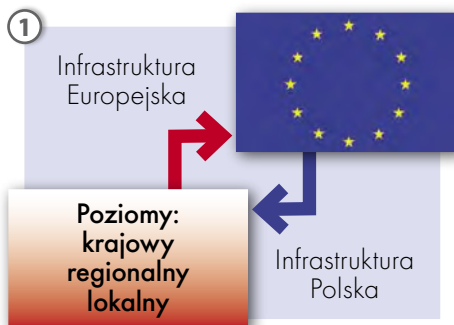 1
Infrastruktura
Europejska
Poziomy:
krajowy
regionalny
lokalny
Infrastruktura
Polska